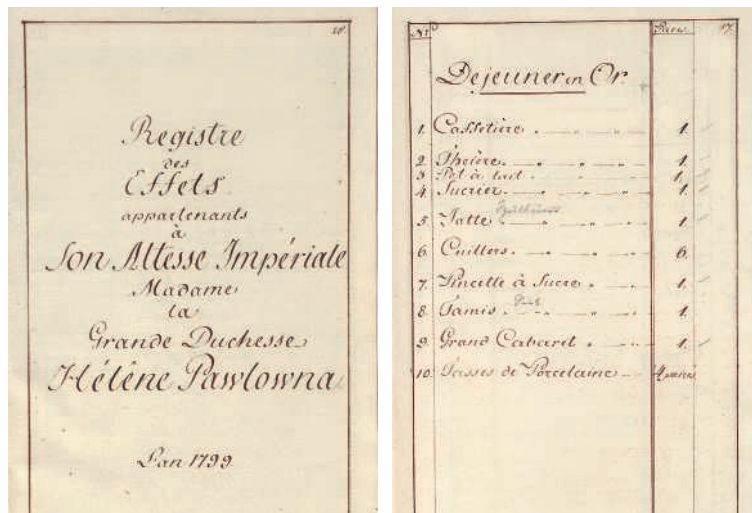 Registre
des
Effets
appartenants
à
Son Altesse Impériale
Madame
la
Grande Duchesse
Hélène Pawlowna
L'an 1799
No Pieces
Dejeuner en Or.
1. Caffetière 1.
2. Theière 1.
3 Pot à lait 1.
4. Sucrier 1.
5. Jatte 1.
6. Cuillers 6.
7. Pincette à Sucre 1.
8. Tamis 1.
9. Grand Cabaret 1.
10. Tasses de Porcelaine 4